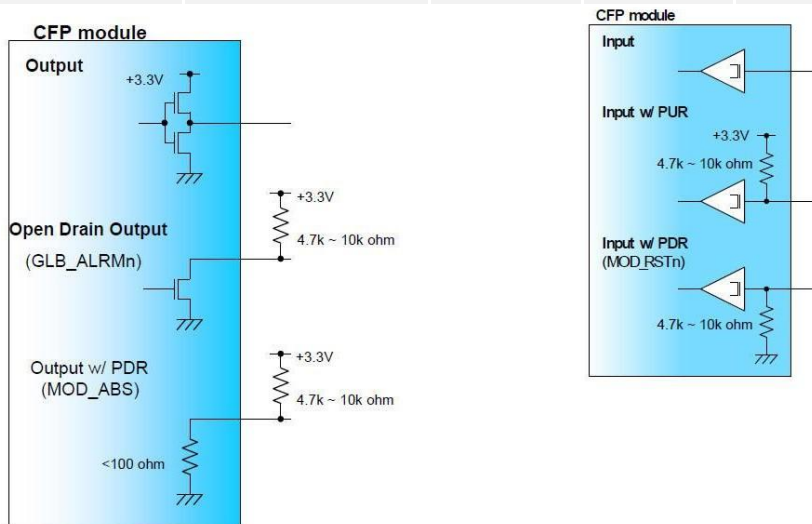 CFP module
Output
+3.3V
Open Drain Output
(GLB_ALRMn)
+3.3V
4.7k ~ 10k ohm
Output w/ PDR
(MOD_ABS)
+3.3V
4.7k ~ 10k ohm
<100 ohm
CFP module
Input
Input w/ PUR
+3.3V
4.7k ~ 10k ohm
Input w/ PDR
(MOD_RSTn)
4.7k ~ 10k ohm